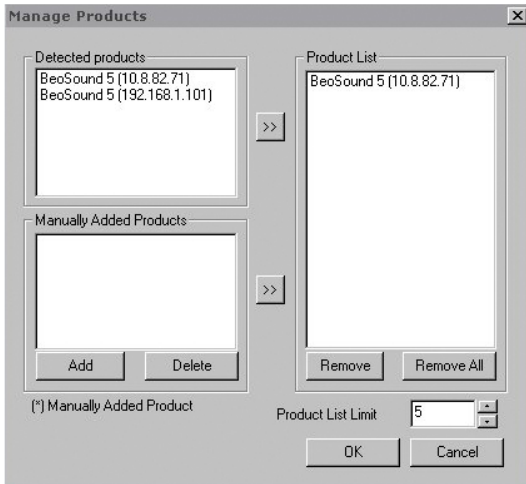 Manage Products
Detected products
BeoSound 5 (10.8.82.71)
BeoSound 5 (192.168.1.101)
>>
Product List
BeoSound 5 (10.8.82.71)
Manually Added Products
>>
Add
Delete
Remove
Remove All
(*) Manually Added Product
Product List Limit
5
OK
Cancel